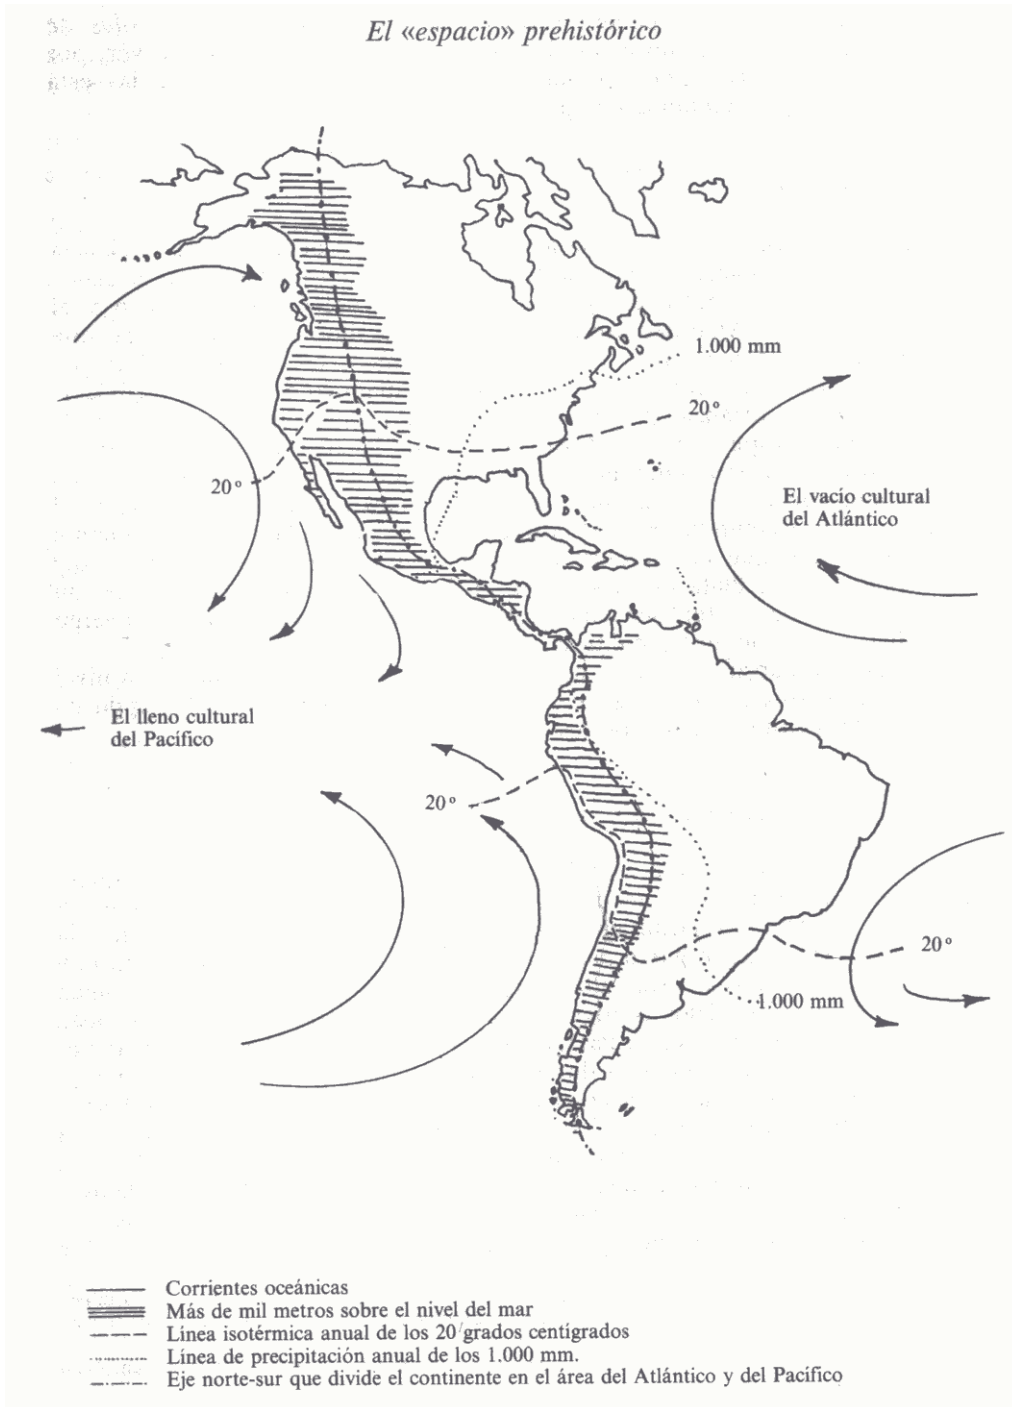 El «espacio» prehistórico
1.000 mm
20°
20°
El vacío cultural
del Atlántico
El lleno cultural
del Pacífico
20°
20°
1.000 mm
Corrientes oceánicas
Más de mil metros sobre el nivel del mar
Línea isotérmica anual de los 20 grados centígrados
Línea de precipitación anual de los 1.000 mm.
Eje norte-sur que divide el continente en el área del Atlántico y del Pacífico